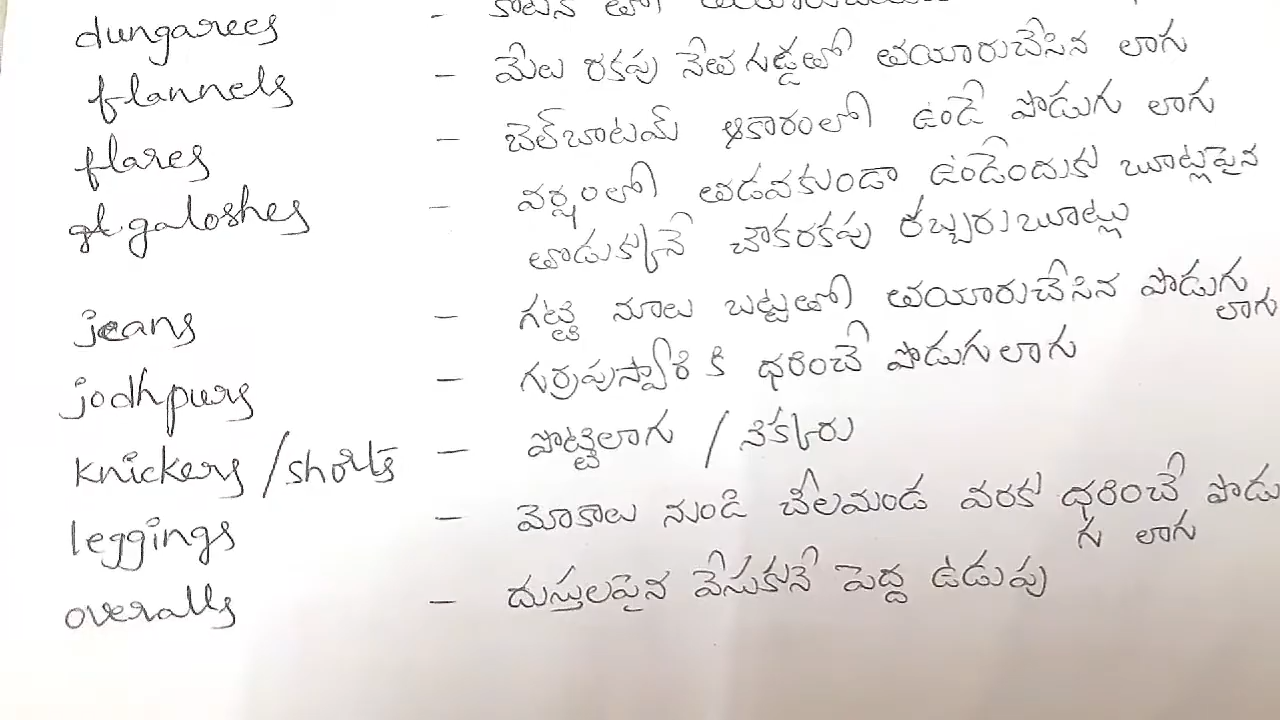 dungarees - కాటన్ తో
flannels - మేలు రకపు నేత గుడ్డతో తయారుచేసిన లాగు
flares - బెల్‌బాటమ్ ఆకారంలో ఉండే పొడుగు లాగు
galoshes - వర్షంలో తడవకుండా ఉండేందుకు బూట్లపైన
తొడుక్కునే చౌకరకపు రబ్బరుబూట్లు
jeans - గట్టి నూలు బట్టతో తయారుచేసిన పొడుగు
లాగు
jodhpurs - గుర్రపుస్వారి కి ధరించే పొడుగులాగు
knickers /shorts - పొట్టిలాగు / నిక్కరు
leggings - మోకాలు నుండి చీలమండ వరకు ధరించే పొడు
గు లాగు
overalls - దుస్తులపైన వేసుకునే పెద్ద ఉడుపు